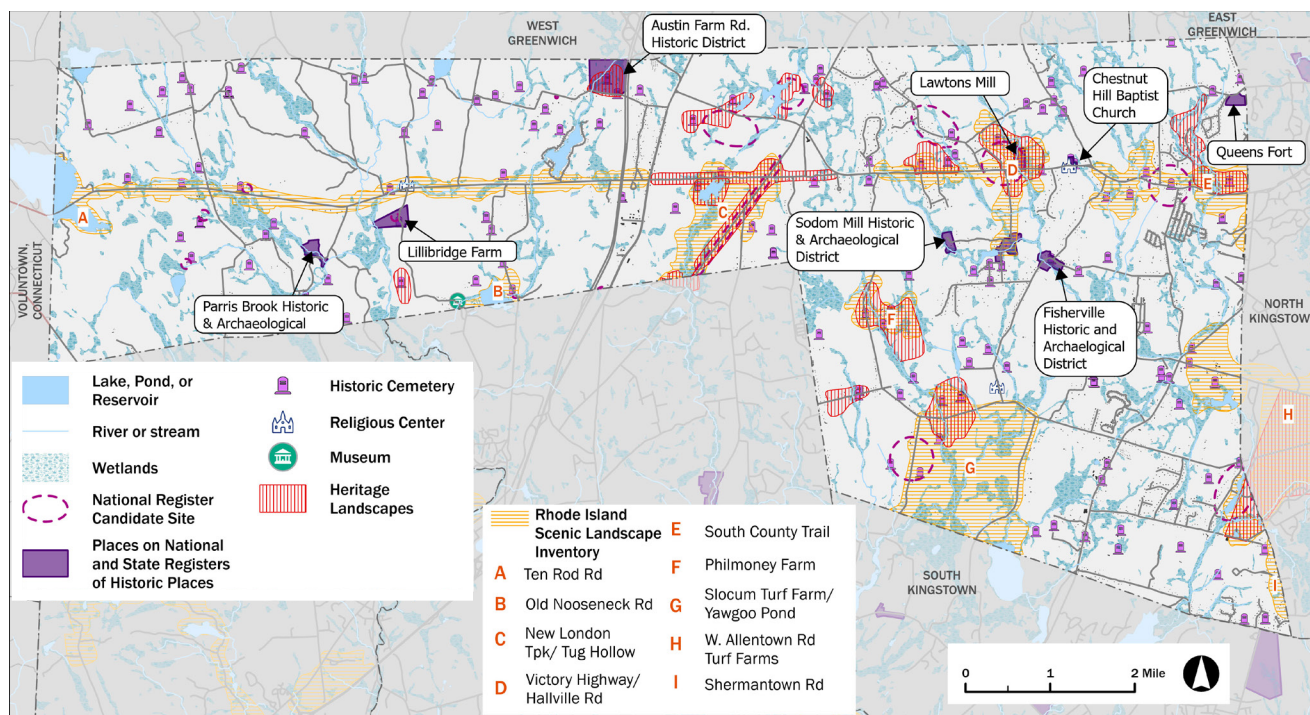 WEST
GREENWICH
EAST
GREENWICH
Austin Farm Rd.
Historic District
Lawtons Mill
Chestnut
Hill Baptist
Church
Queens Fort
VOLUNTOWN,
CONNECTICUT
A
Lillibridge Farm
Parris Brook Historic
& Archaeological
B
C
D
E
Sodom Mill Historic
& Archaeological
District
Fisherville
Historic and
Archaelogical
District
NORTH
KINGSTOWN
F
G
H
I
SOUTH
KINGSTOWN
Lake, Pond, or
Reservoir
River or stream
Wetlands
National Register
Candidate Site
Places on National
and State Registers
of Historic Places
Historic Cemetery
Religious Center
Museum
Heritage
Landscapes
Rhode Island
Scenic Landscape
Inventory
A Ten Rod Rd
B Old Nooseneck Rd
C New London
Tpk/ Tug Hollow
D Victory Highway/
Hallville Rd
E South County Trail
F Philmoney Farm
G Slocum Turf Farm/
Yawgoo Pond
H W. Allentown Rd
Turf Farms
I Shermantown Rd
0 1 2 Mile